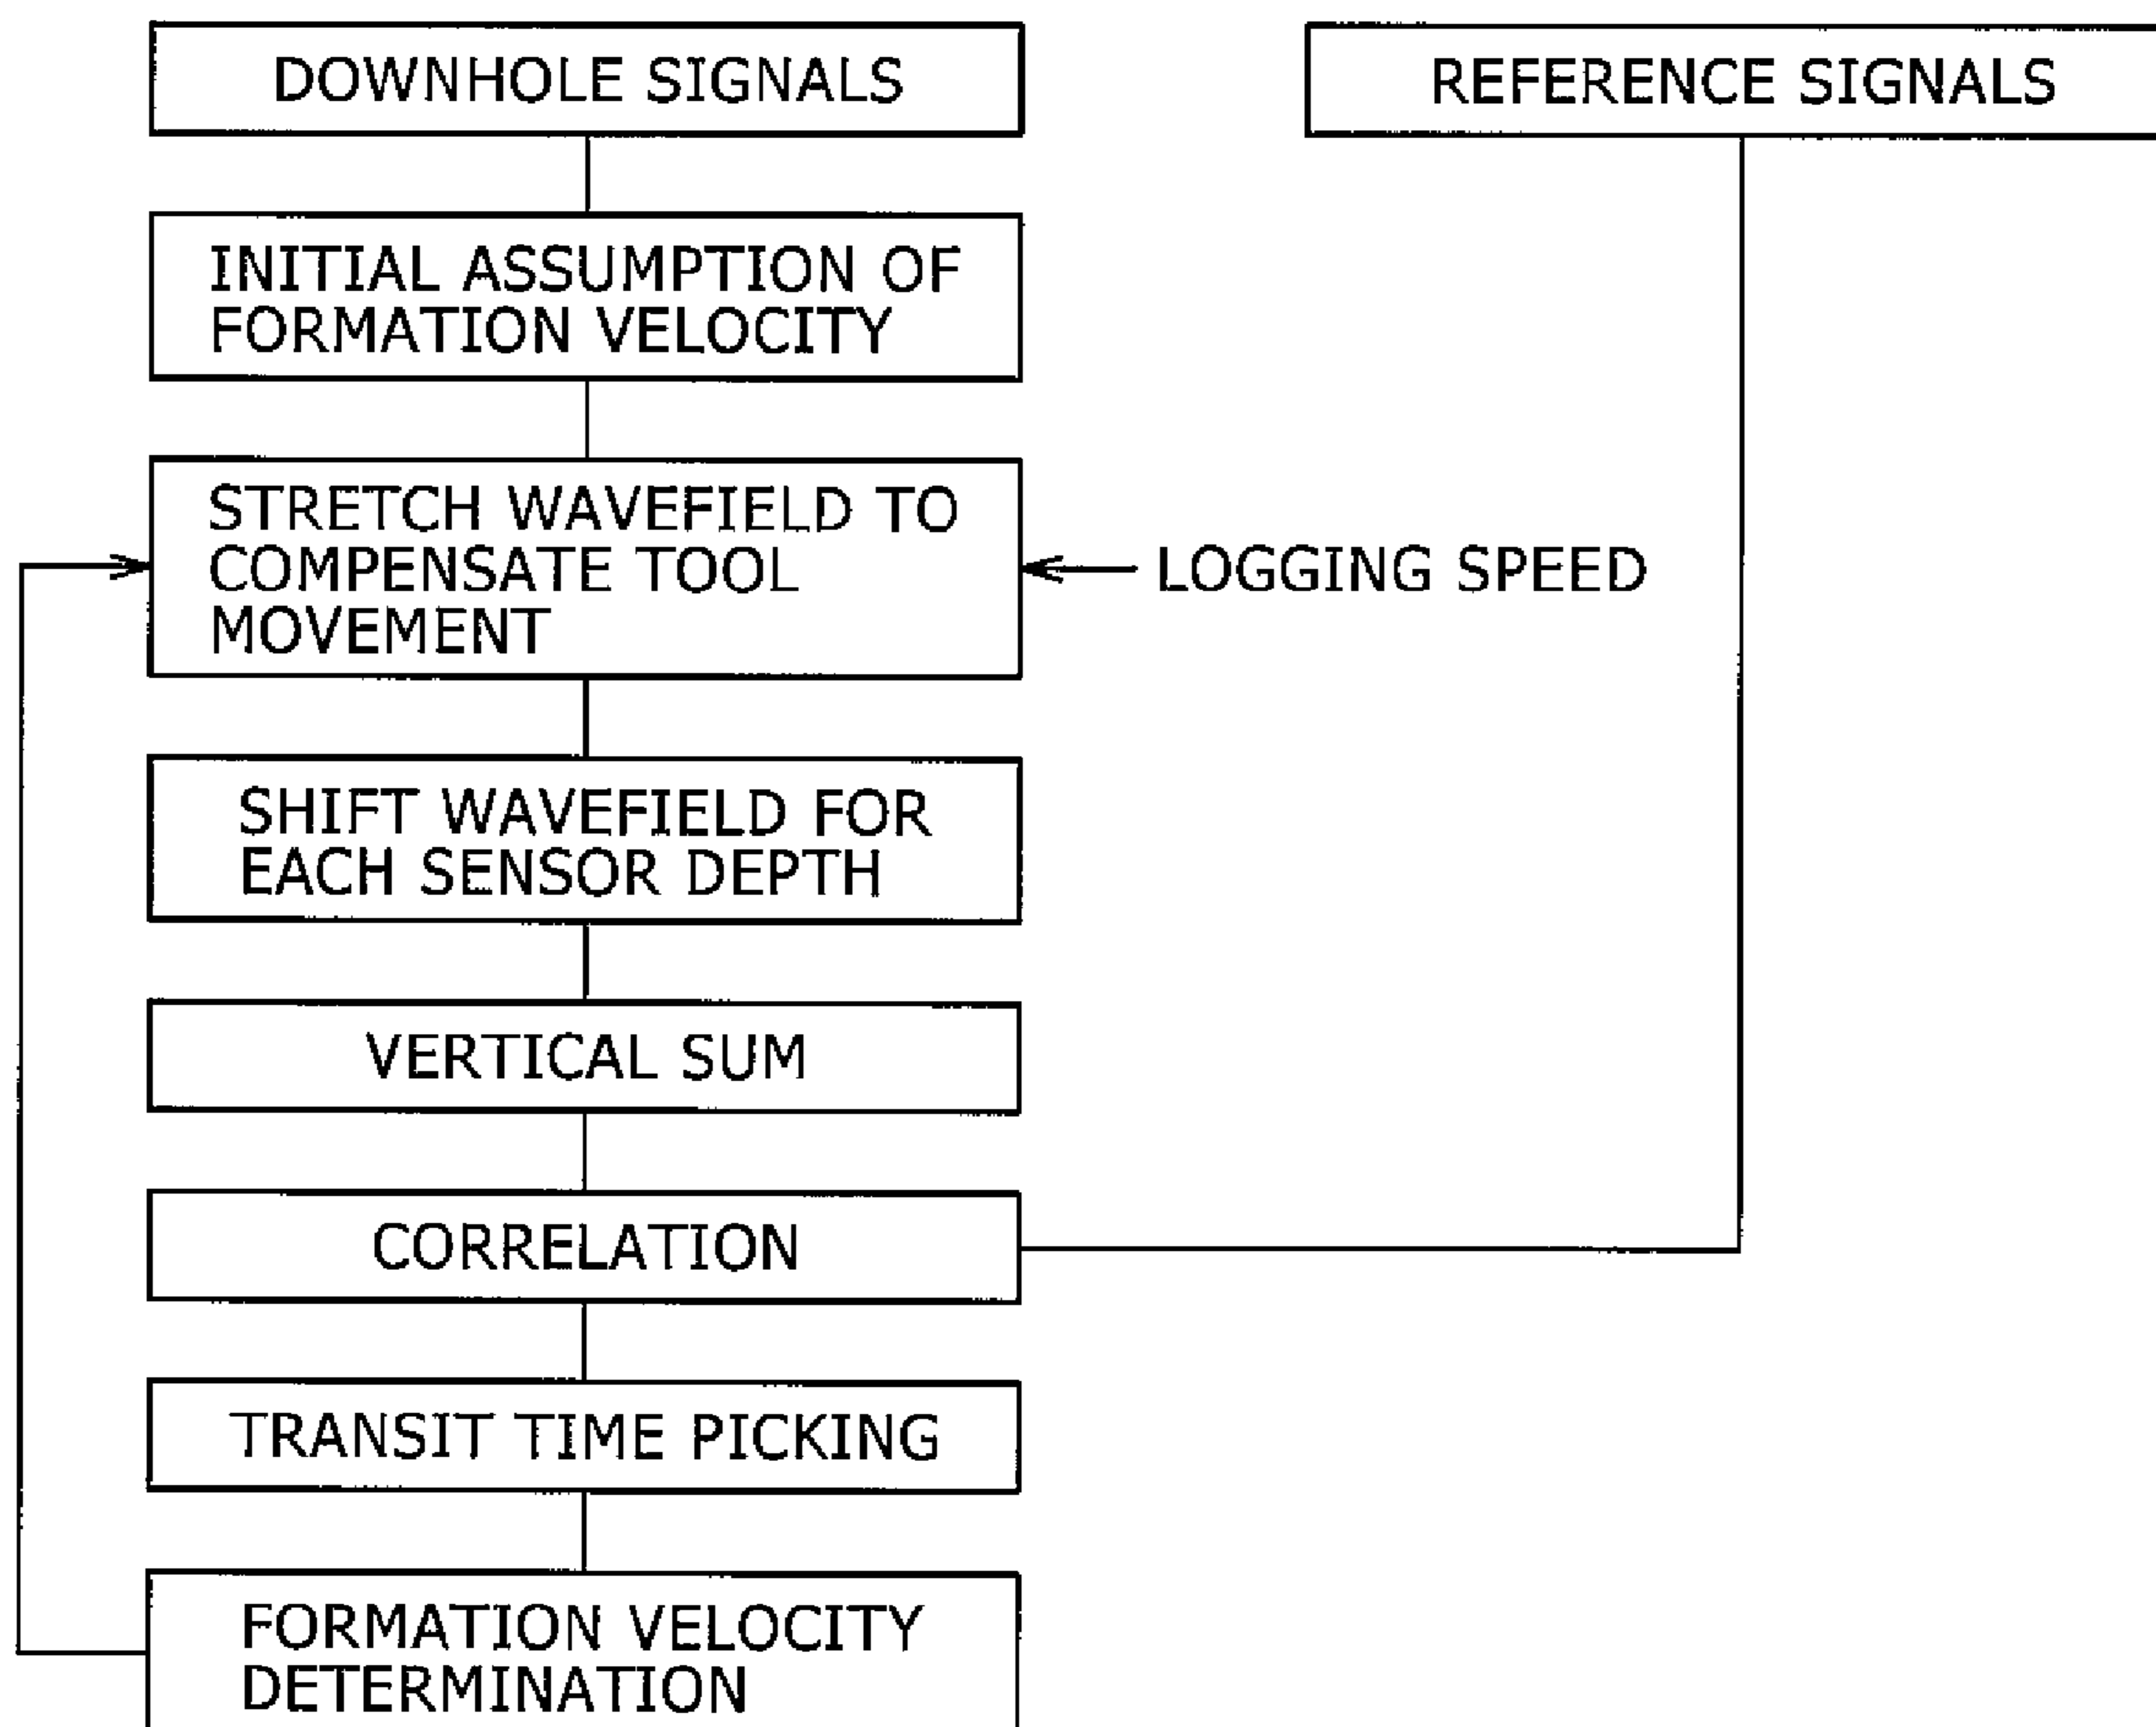 DOWNHOLE SIGNALS
REFERENCE SIGNALS
INITIAL ASSUMPTION OF
FORMATION VELOCITY
STRETCH WAVEFIELD TO
COMPENSATE TOOL
MOVEMENT
LOGGING SPEED
SHIFT WAVEFIELD FOR
EACH SENSOR DEPTH
VERTICAL SUM
CORRELATION
TRANSIT TIME PICKING
FORMATION VELOCITY
DETERMINATION